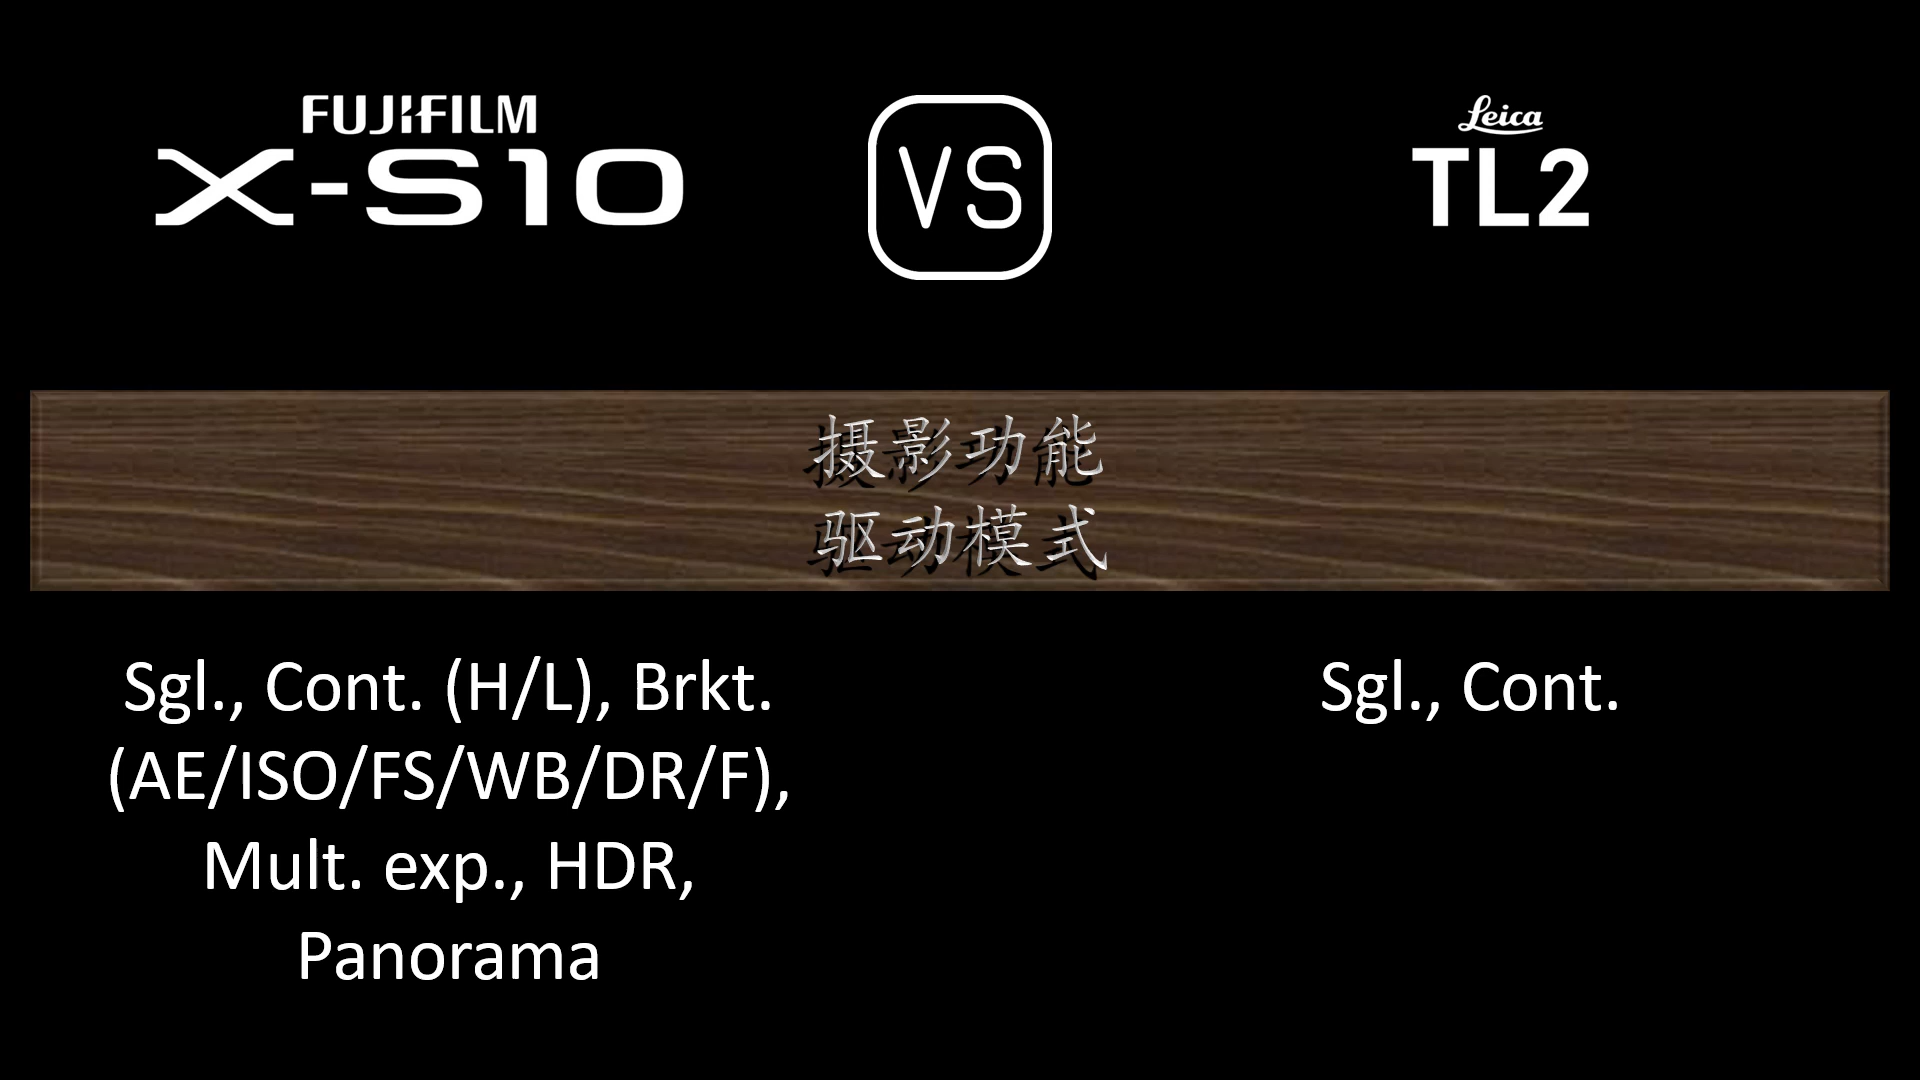 FUJIFILM
X-S10
VS
Leica
TL2
摄影功能
驱动模式
Sgl., Cont. (H/L), Brkt.
(AE/ISO/FS/WB/DR/F),
Mult. exp., HDR,
Panorama
Sgl., Cont.